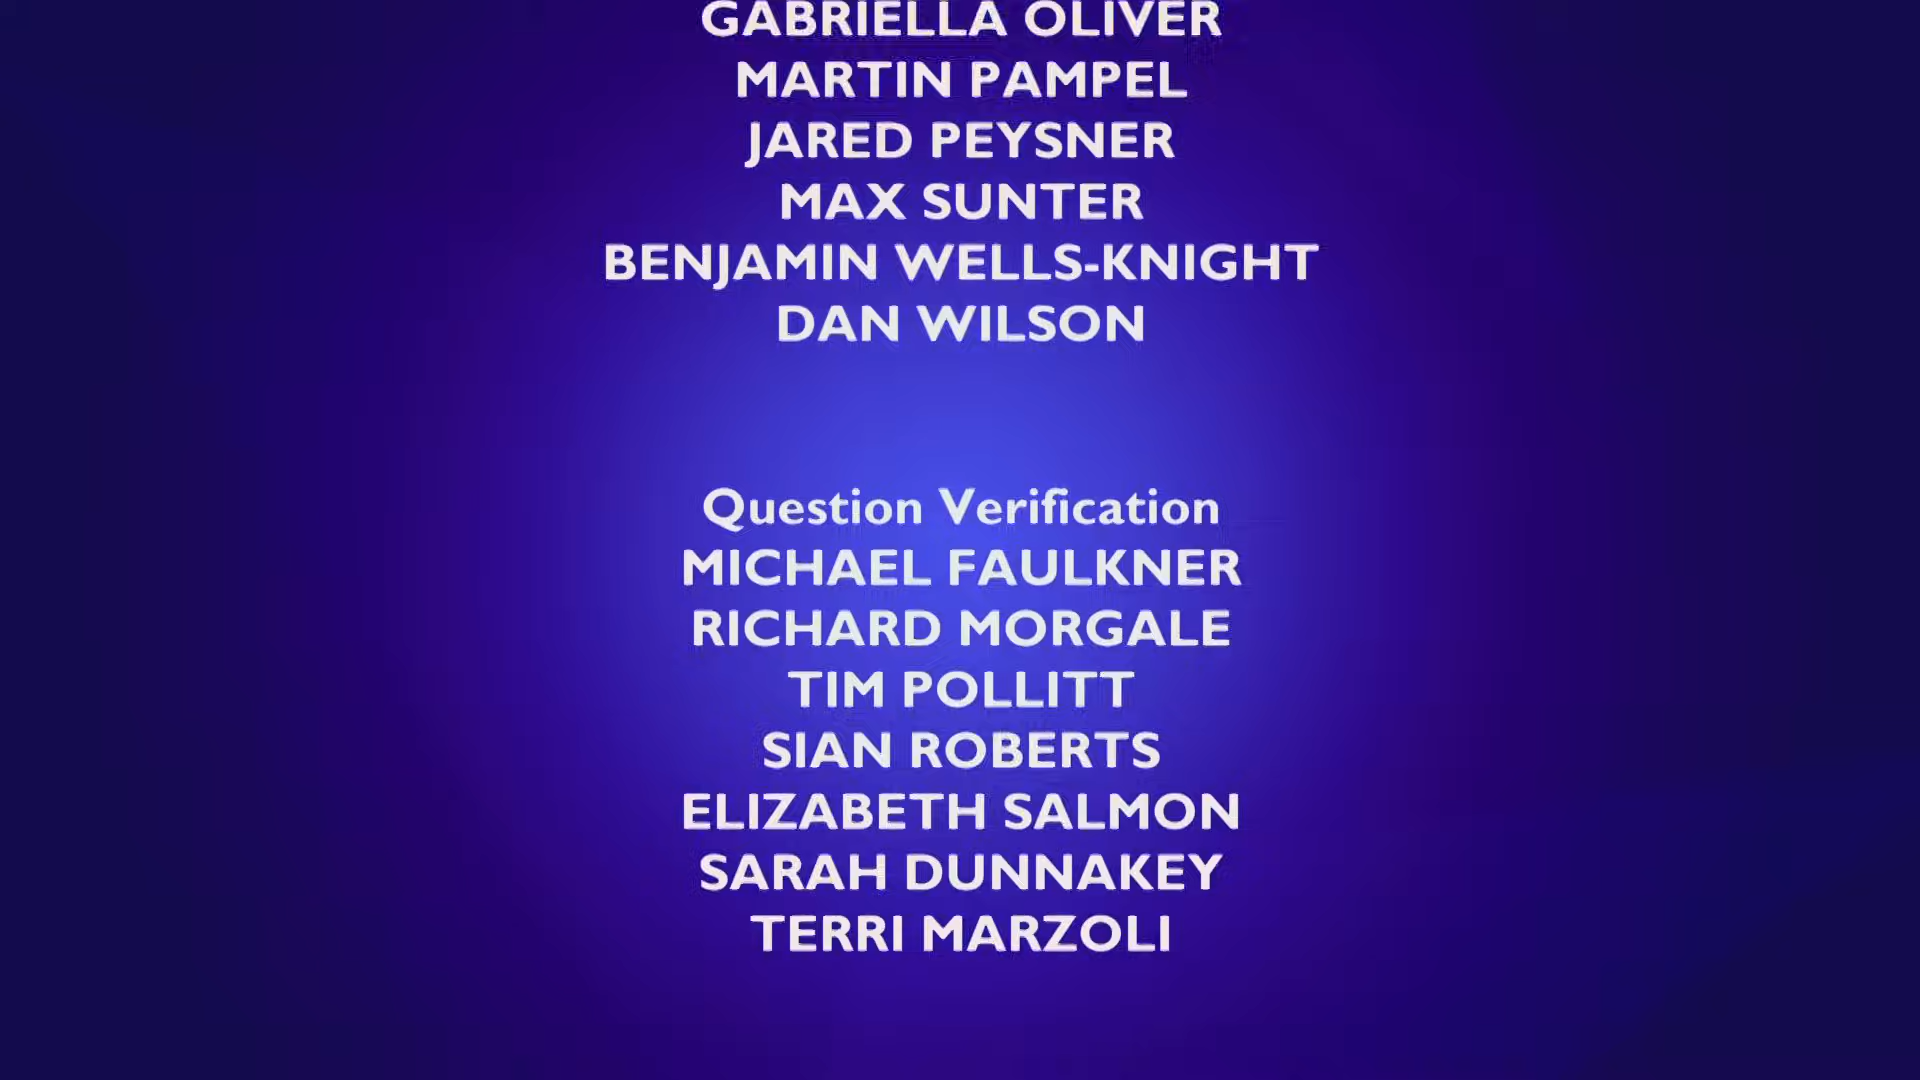 GABRIELLA OLIVER
MARTIN PAMPEL
JARED PEYSNER
MAX SUNTER
BENJAMIN WELLS-KNIGHT
DAN WILSON
Question Verification
MICHAEL FAULKNER
RICHARD MORGALE
TIM POLLITT
SIAN ROBERTS
ELIZABETH SALMON
SARAH DUNNAKEY
TERRI MARZOLI